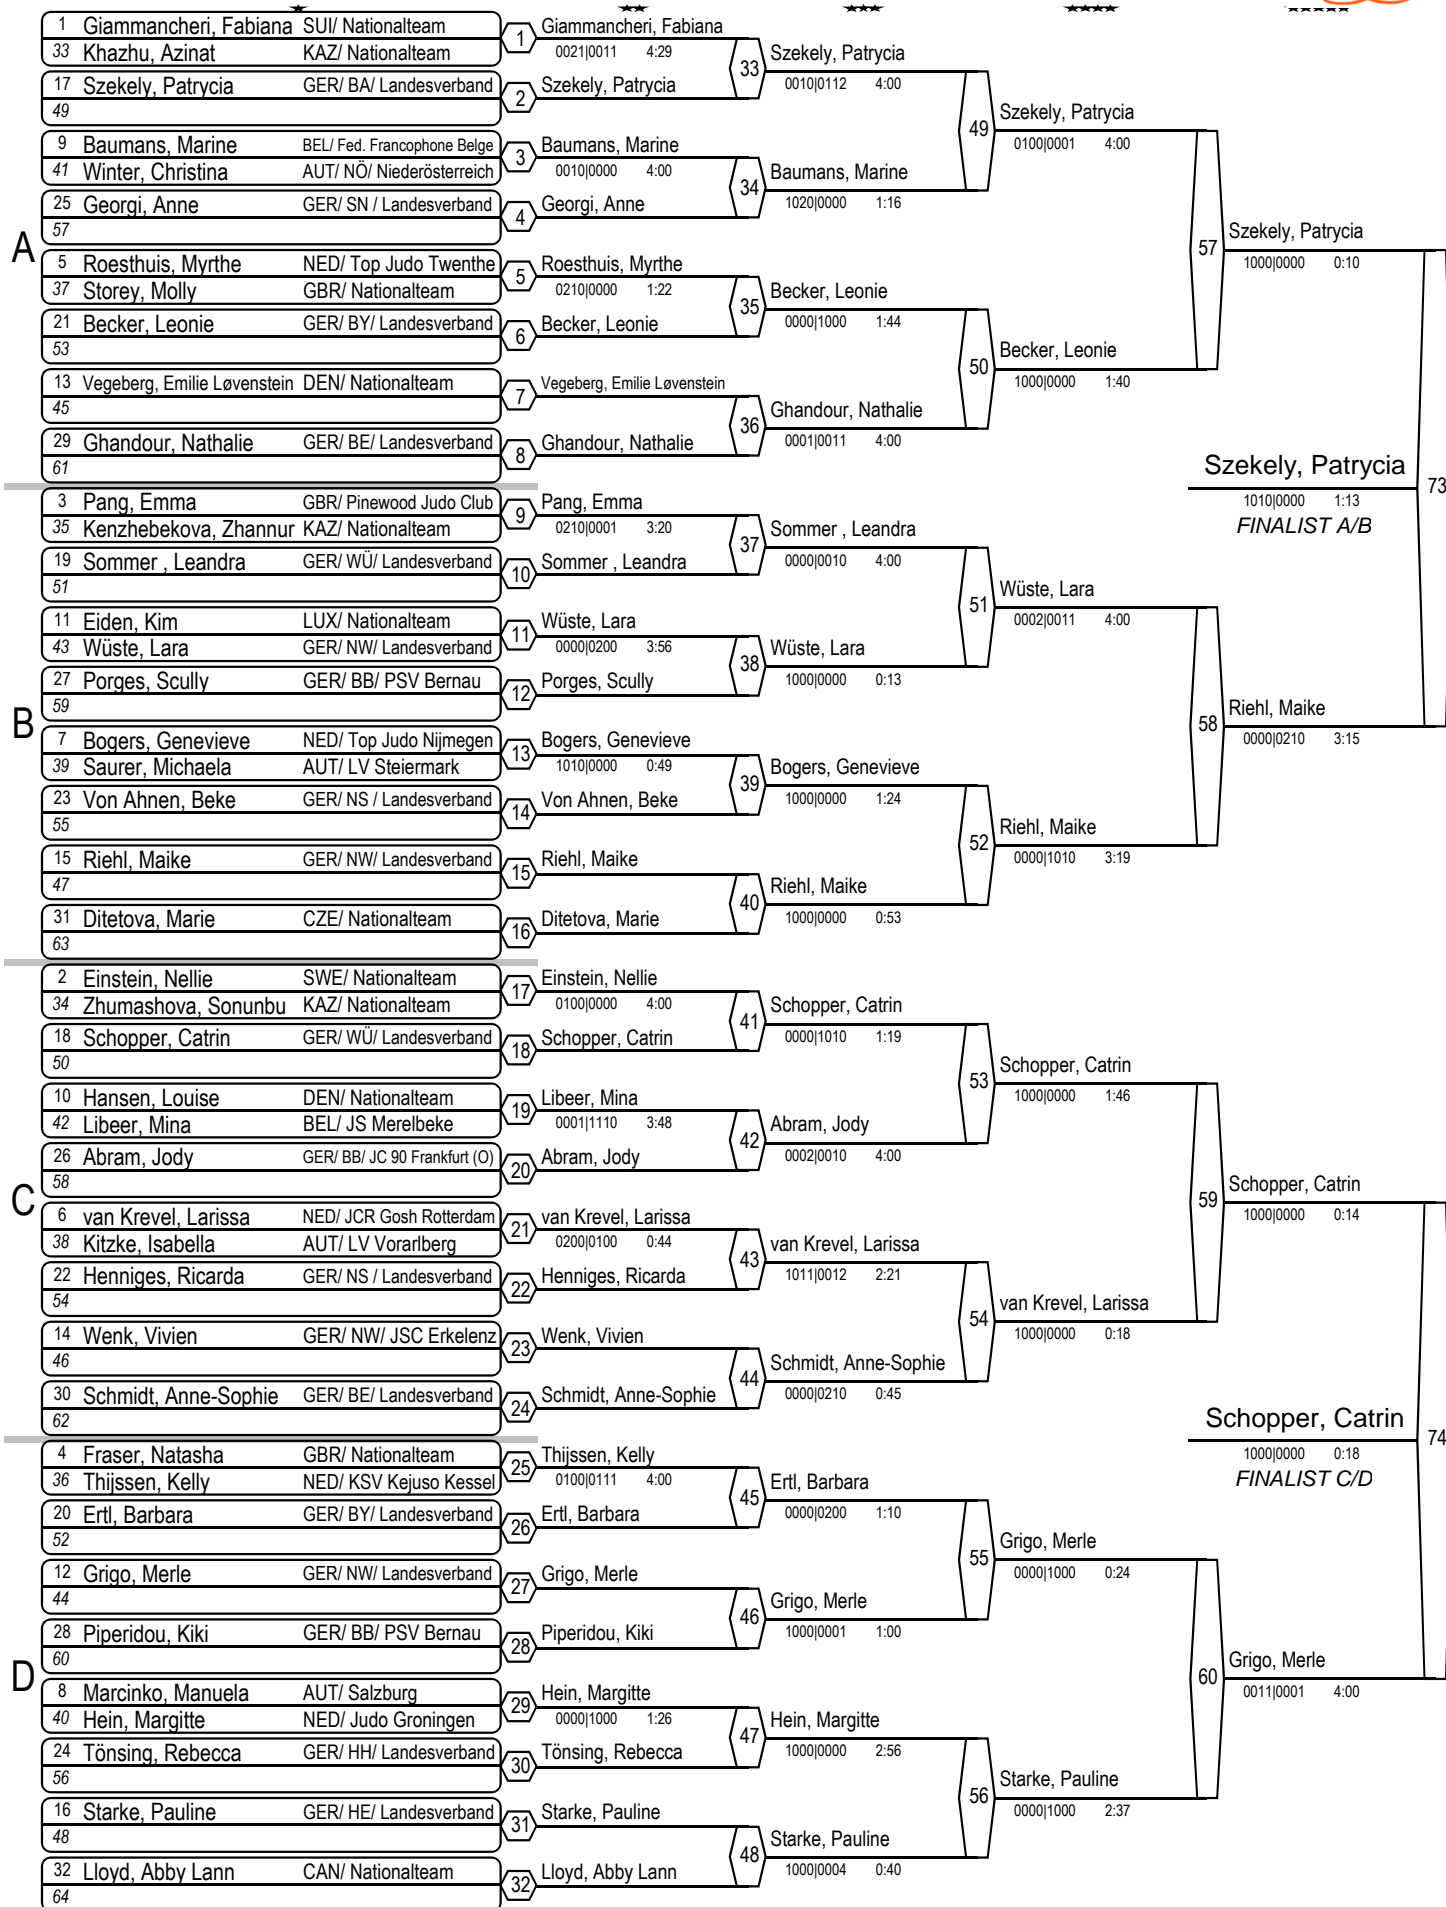 A
1 Giammancheri, Fabiana SUI/ Nationalteam
33 Khazhu, Azinat KAZ/ Nationalteam
1
17 Szekely, Patrycia GER/ BA/ Landesverband
49
2
9 Baumans, Marine BEL/ Fed. Francophone Belge
41 Winter, Christina AUT/ NÖ/ Niederösterreich
3
25 Georgi, Anne GER/ SN / Landesverband
57
4
5 Roesthuis, Myrthe NED/ Top Judo Twenthe
37 Storey, Molly GBR/ Nationalteam
5
21 Becker, Leonie GER/ BY/ Landesverband
53
6
13 Vegeberg, Emilie Løvenstein DEN/ Nationalteam
45
7
29 Ghandour, Nathalie GER/ BE/ Landesverband
61
8
B
3 Pang, Emma GBR/ Pinewood Judo Club
35 Kenzhebekova, Zhannur KAZ/ Nationalteam
9
19 Sommer , Leandra GER/ WÜ/ Landesverband
51
10
11 Eiden, Kim LUX/ Nationalteam
43 Wüste, Lara GER/ NW/ Landesverband
11
27 Porges, Scully GER/ BB/ PSV Bernau
59
12
7 Bogers, Genevieve NED/ Top Judo Nijmegen
39 Saurer, Michaela AUT/ LV Steiermark
13
23 Von Ahnen, Beke GER/ NS / Landesverband
55
14
15 Riehl, Maike GER/ NW/ Landesverband
47
15
31 Ditetova, Marie CZE/ Nationalteam
63
16
C
2 Einstein, Nellie SWE/ Nationalteam
34 Zhumashova, Sonunbu KAZ/ Nationalteam
17
18 Schopper, Catrin GER/ WÜ/ Landesverband
50
18
10 Hansen, Louise DEN/ Nationalteam
42 Libeer, Mina BEL/ JS Merelbeke
19
26 Abram, Jody GER/ BB/ JC 90 Frankfurt (O)
58
20
6 van Krevel, Larissa NED/ JCR Gosh Rotterdam
38 Kitzke, Isabella AUT/ LV Vorarlberg
21
22 Henniges, Ricarda GER/ NS / Landesverband
54
22
14 Wenk, Vivien GER/ NW/ JSC Erkelenz
46
23
30 Schmidt, Anne-Sophie GER/ BE/ Landesverband
62
24
D
4 Fraser, Natasha GBR/ Nationalteam
36 Thijssen, Kelly NED/ KSV Kejuso Kessel
25
20 Ertl, Barbara GER/ BY/ Landesverband
52
26
12 Grigo, Merle GER/ NW/ Landesverband
44
27
28 Piperidou, Kiki GER/ BB/ PSV Bernau
60
28
8 Marcinko, Manuela AUT/ Salzburg
40 Hein, Margitte NED/ Judo Groningen
29
24 Tönsing, Rebecca GER/ HH/ Landesverband
56
30
16 Starke, Pauline GER/ HE/ Landesverband
48
31
32 Lloyd, Abby Lann CAN/ Nationalteam
64
32
Giammancheri, Fabiana
0021|0011 4:29
Szekely, Patrycia
33
Baumans, Marine
0010|0000 4:00
Georgi, Anne
34
Roesthuis, Myrthe
0210|0000 1:22
Becker, Leonie
35
Vegeberg, Emilie Løvenstein
Ghandour, Nathalie
36
Pang, Emma
0210|0001 3:20
Sommer , Leandra
37
Wüste, Lara
0000|0200 3:56
Porges, Scully
38
Bogers, Genevieve
1010|0000 0:49
Von Ahnen, Beke
39
Riehl, Maike
Ditetova, Marie
40
Einstein, Nellie
0100|0000 4:00
Schopper, Catrin
41
Libeer, Mina
0001|1110 3:48
Abram, Jody
42
van Krevel, Larissa
0200|0100 0:44
Henniges, Ricarda
43
Wenk, Vivien
Schmidt, Anne-Sophie
44
Thijssen, Kelly
0100|0111 4:00
Ertl, Barbara
45
Grigo, Merle
Piperidou, Kiki
46
Hein, Margitte
0000|1000 1:26
Tönsing, Rebecca
47
Starke, Pauline
Lloyd, Abby Lann
48
Szekely, Patrycia
0010|0112 4:00
49
Baumans, Marine
1020|0000 1:16
Becker, Leonie
0000|1000 1:44
50
Ghandour, Nathalie
0001|0011 4:00
Sommer , Leandra
0000|0010 4:00
51
Wüste, Lara
1000|0000 0:13
Bogers, Genevieve
1000|0000 1:24
52
Riehl, Maike
1000|0000 0:53
Schopper, Catrin
0000|1010 1:19
53
Abram, Jody
0002|0010 4:00
van Krevel, Larissa
1011|0012 2:21
54
Schmidt, Anne-Sophie
0000|0210 0:45
Ertl, Barbara
0000|0200 1:10
55
Grigo, Merle
1000|0001 1:00
Hein, Margitte
1000|0000 2:56
56
Starke, Pauline
1000|0004 0:40
Szekely, Patrycia
0100|0001 4:00
57
Becker, Leonie
1000|0000 1:40
Wüste, Lara
0002|0011 4:00
58
Riehl, Maike
0000|1010 3:19
Schopper, Catrin
1000|0000 1:46
59
van Krevel, Larissa
1000|0000 0:18
Grigo, Merle
0000|1000 0:24
60
Starke, Pauline
0000|1000 2:37
Szekely, Patrycia
1000|0000 0:10
Szekely, Patrycia
1010|0000 1:13
FINALIST A/B
73
Riehl, Maike
0000|0210 3:15
Schopper, Catrin
1000|0000 0:14
Schopper, Catrin
1000|0000 0:18
FINALIST C/D
74
Grigo, Merle
0011|0001 4:00